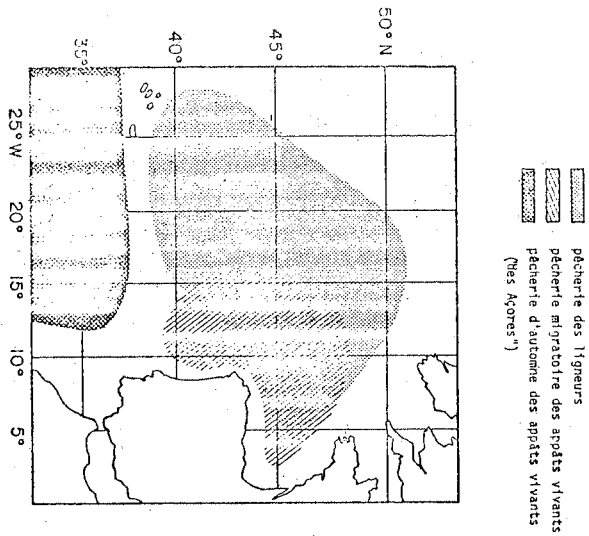 pêcherie des ligneurs
pêcherie migratoire des appâts vivants
pêcherie d'automne des appâts vivants
("des Açores")
50° N
45°
40°
35°
25° W
20°
15°
10°
5°